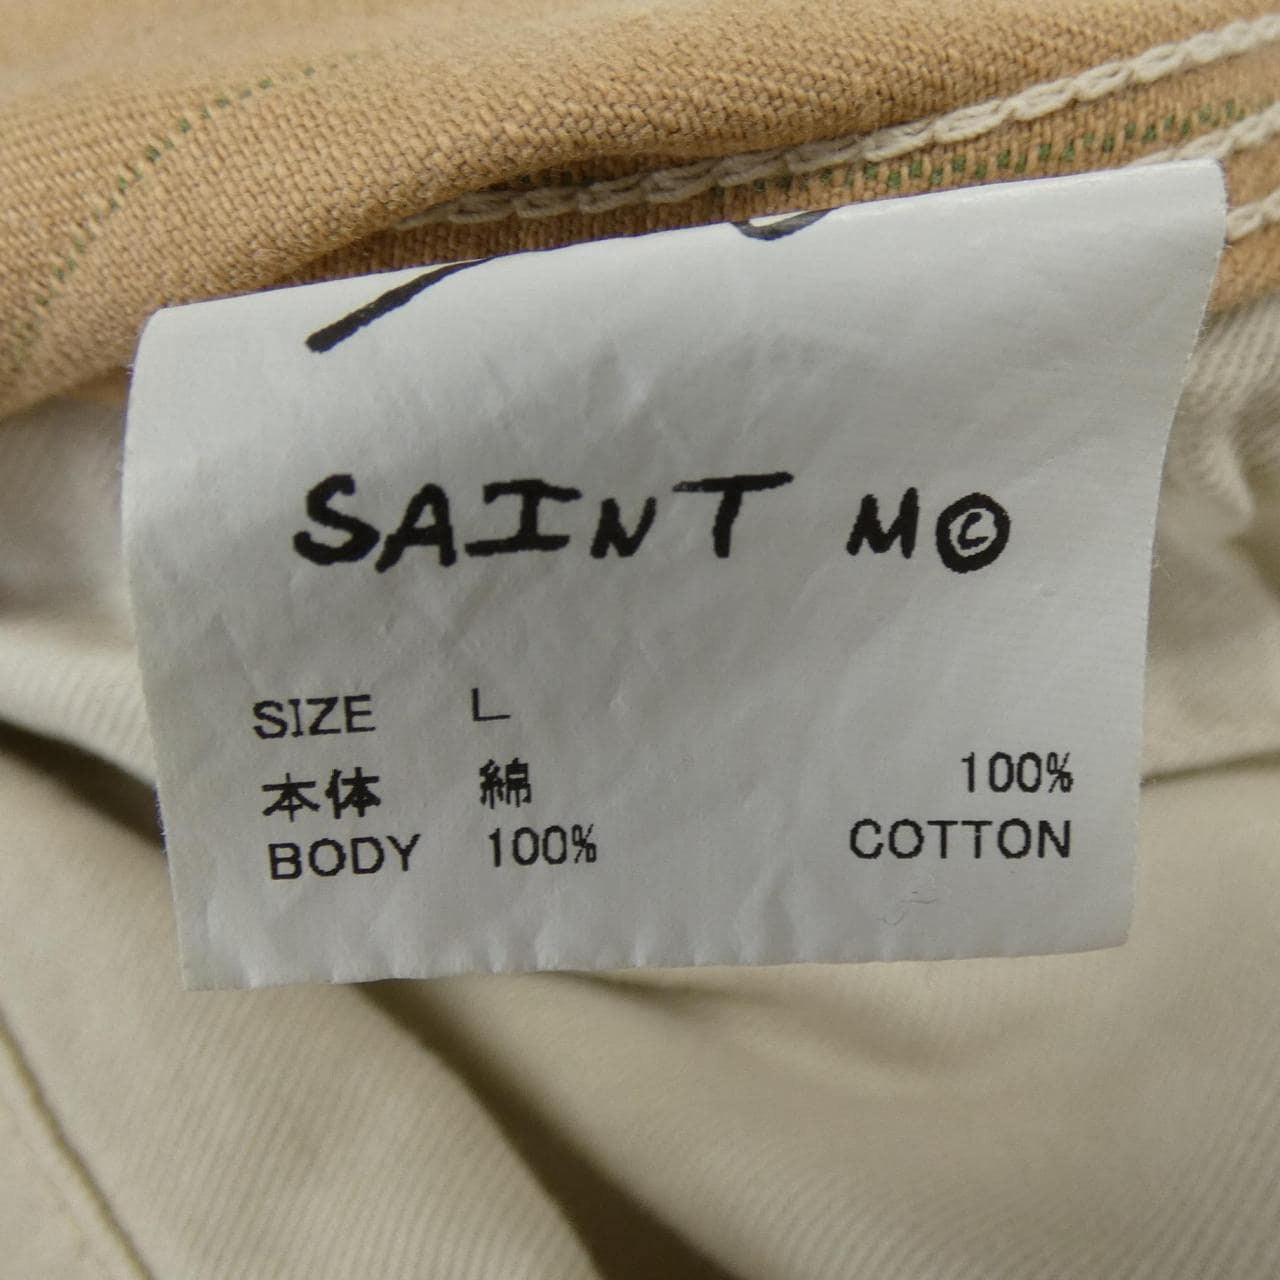 SAINT M©
SIZE L
本体 綿 100%
BODY 100% COTTON